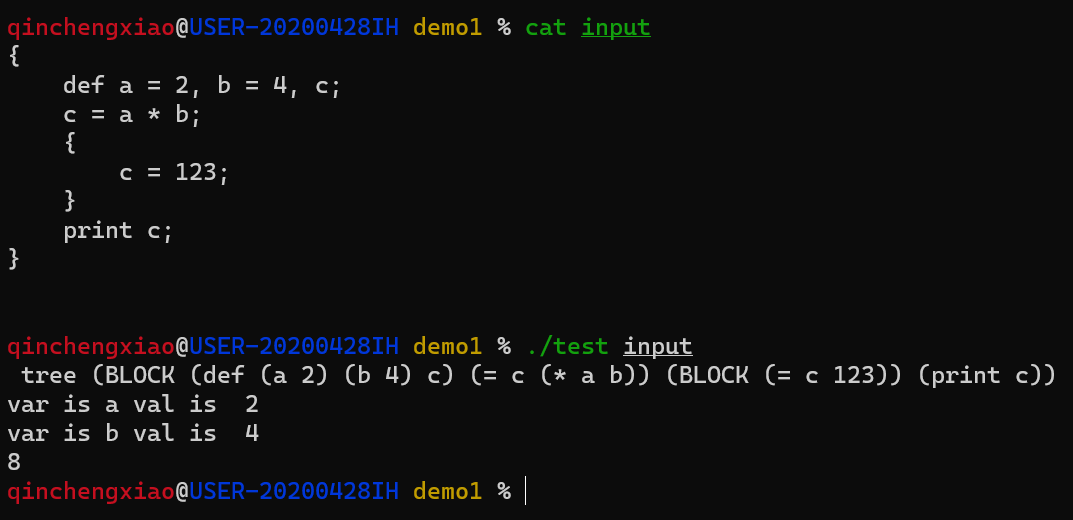 qinchengxiao@USER-20200428IH demo1 % cat input
{
    def a = 2, b = 4, c;
    c = a * b;
    {
        c = 123;
    }
    print c;
}
qinchengxiao@USER-20200428IH demo1 % ./test input
 tree (BLOCK (def (a 2) (b 4) c) (= c (* a b)) (BLOCK (= c 123)) (print c))
var is a val is  2
var is b val is  4
8
qinchengxiao@USER-20200428IH demo1 %